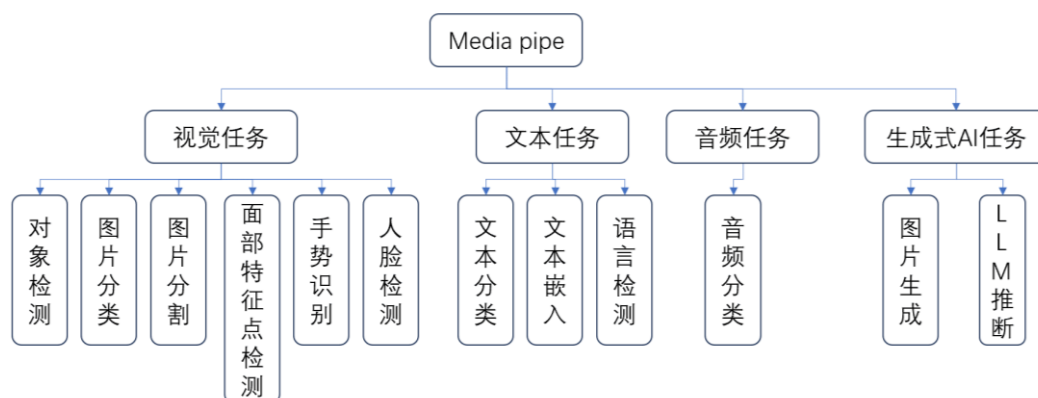 Media pipe
视觉任务
文本任务
音频任务
生成式AI任务
对象检测
图片分类
图片分割
面部特征点检测
手势识别
人脸检测
文本分类
文本嵌入
语言检测
音频分类
图片生成
LLM推断